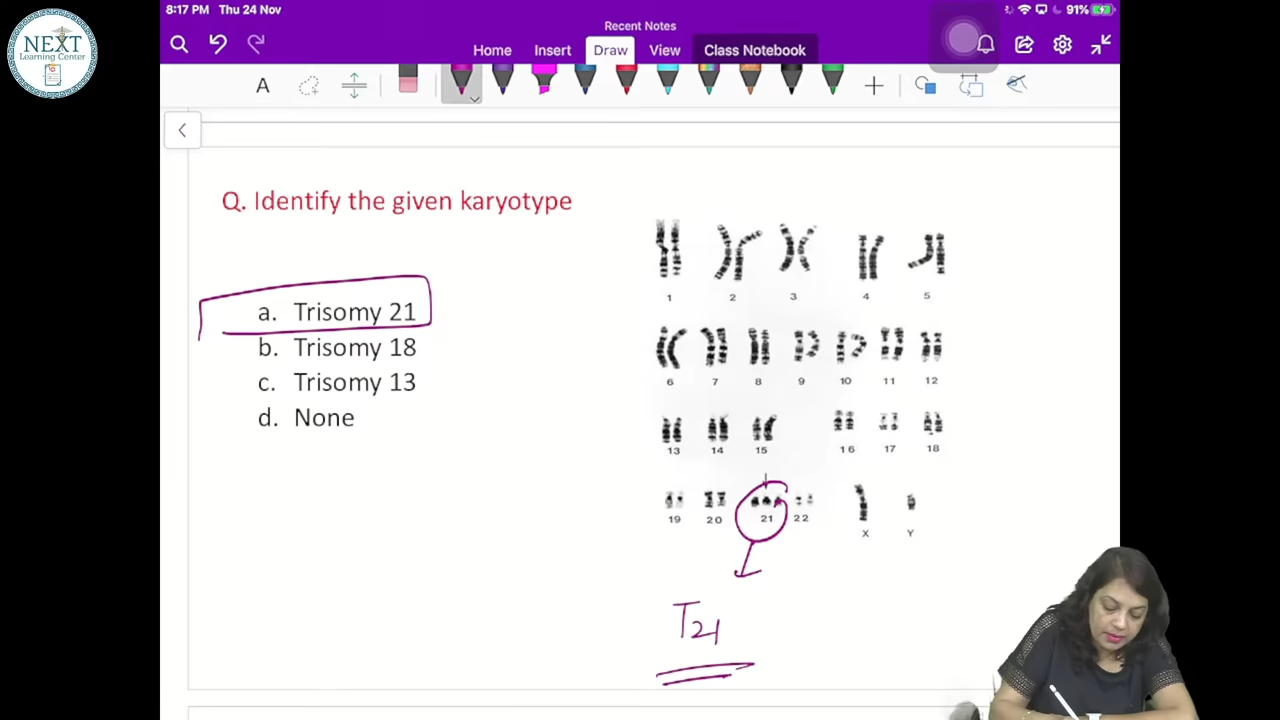 8:17 PM Thu 24 Nov
91%
Recent Notes
Home Insert Draw View Class Notebook
NEXT
Learning Center
A
Q. Identify the given karyotype
a. Trisomy 21
b. Trisomy 18
c. Trisomy 13
d. None
1 2 3 4 5
6 7 8 9 10 11 12
13 14 15 16 17 18
19 20 21 22 X Y
T21